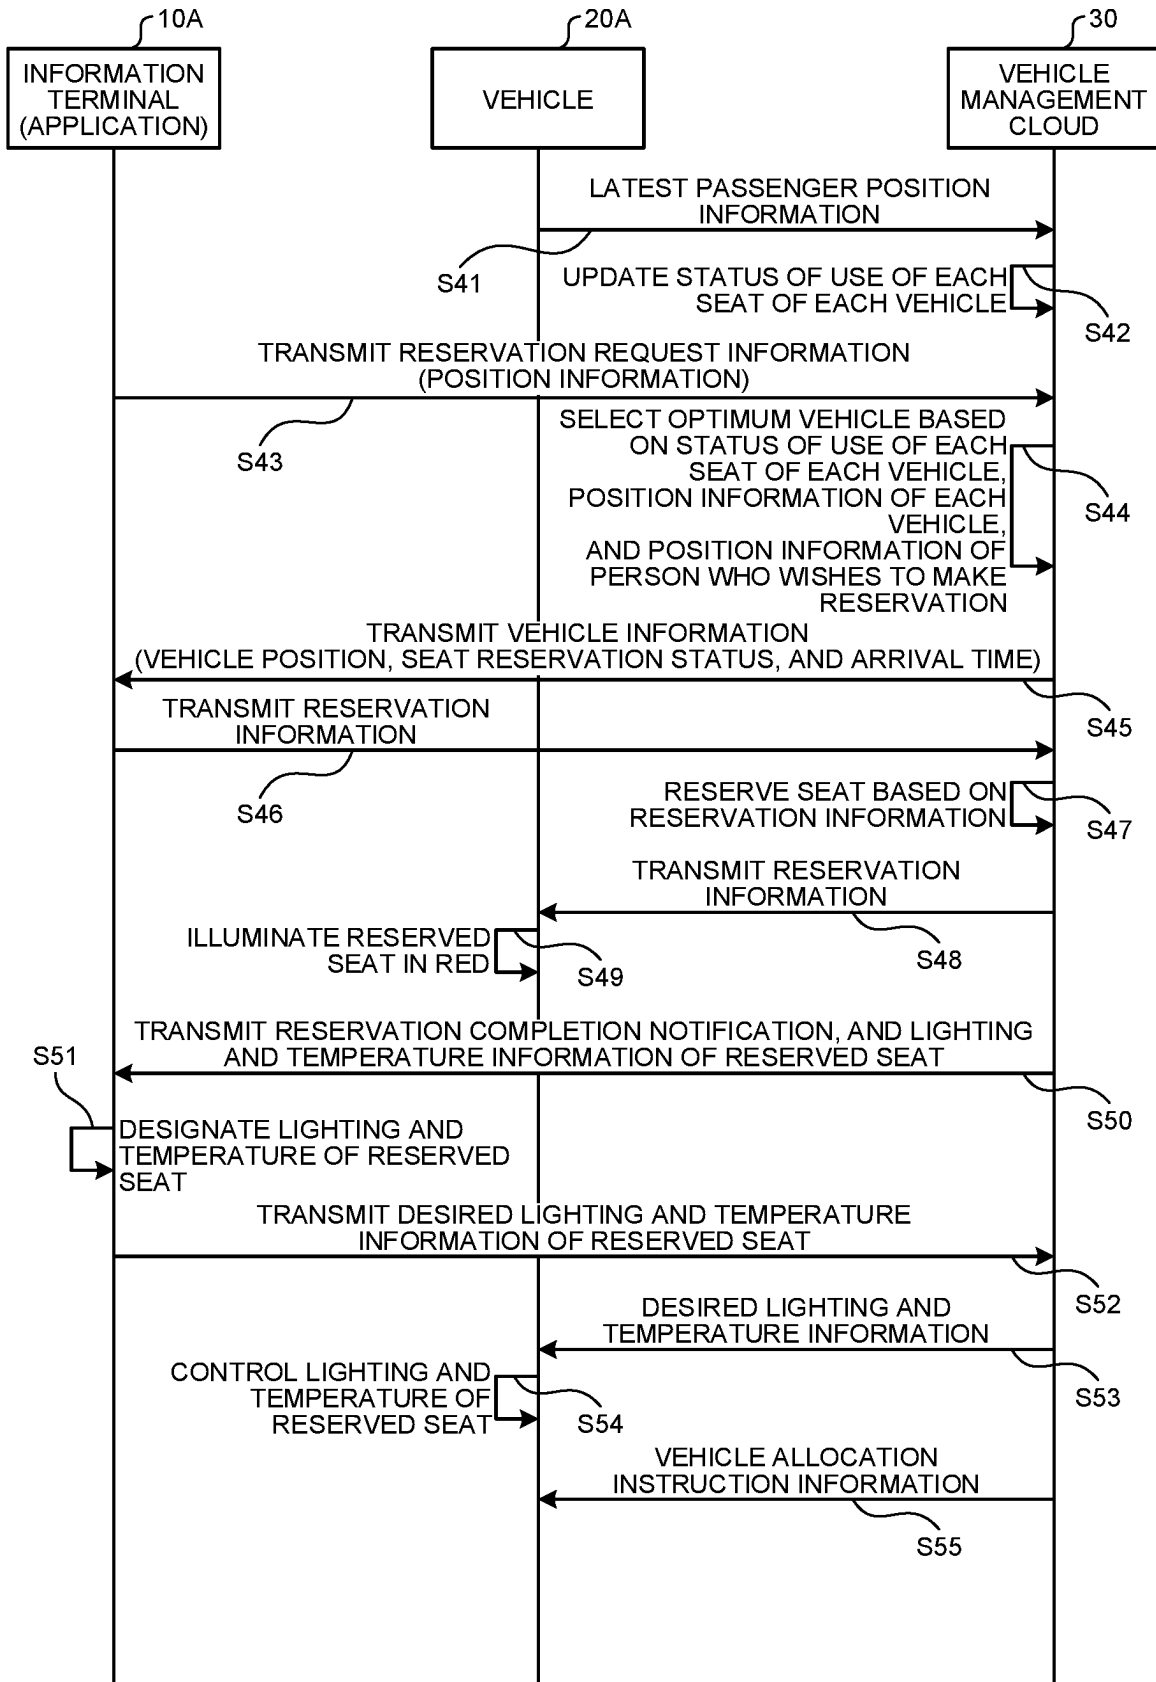 10A
20A
30
INFORMATION
TERMINAL
(APPLICATION)
VEHICLE
VEHICLE
MANAGEMENT
CLOUD
LATEST PASSENGER POSITION
INFORMATION
S41
UPDATE STATUS OF USE OF EACH
SEAT OF EACH VEHICLE
S42
TRANSMIT RESERVATION REQUEST INFORMATION
(POSITION INFORMATION)
S43
SELECT OPTIMUM VEHICLE BASED
ON STATUS OF USE OF EACH
SEAT OF EACH VEHICLE,
POSITION INFORMATION OF EACH
VEHICLE,
AND POSITION INFORMATION OF
PERSON WHO WISHES TO MAKE
RESERVATION
S44
TRANSMIT VEHICLE INFORMATION
(VEHICLE POSITION, SEAT RESERVATION STATUS, AND ARRIVAL TIME)
S45
TRANSMIT RESERVATION
INFORMATION
S46
RESERVE SEAT BASED ON
RESERVATION INFORMATION
S47
TRANSMIT RESERVATION
INFORMATION
S48
ILLUMINATE RESERVED
SEAT IN RED
S49
TRANSMIT RESERVATION COMPLETION NOTIFICATION, AND LIGHTING
AND TEMPERATURE INFORMATION OF RESERVED SEAT
S50
S51
DESIGNATE LIGHTING AND
TEMPERATURE OF RESERVED
SEAT
TRANSMIT DESIRED LIGHTING AND TEMPERATURE
INFORMATION OF RESERVED SEAT
S52
DESIRED LIGHTING AND
TEMPERATURE INFORMATION
S53
CONTROL LIGHTING AND
TEMPERATURE OF
RESERVED SEAT
S54
VEHICLE ALLOCATION
INSTRUCTION INFORMATION
S55